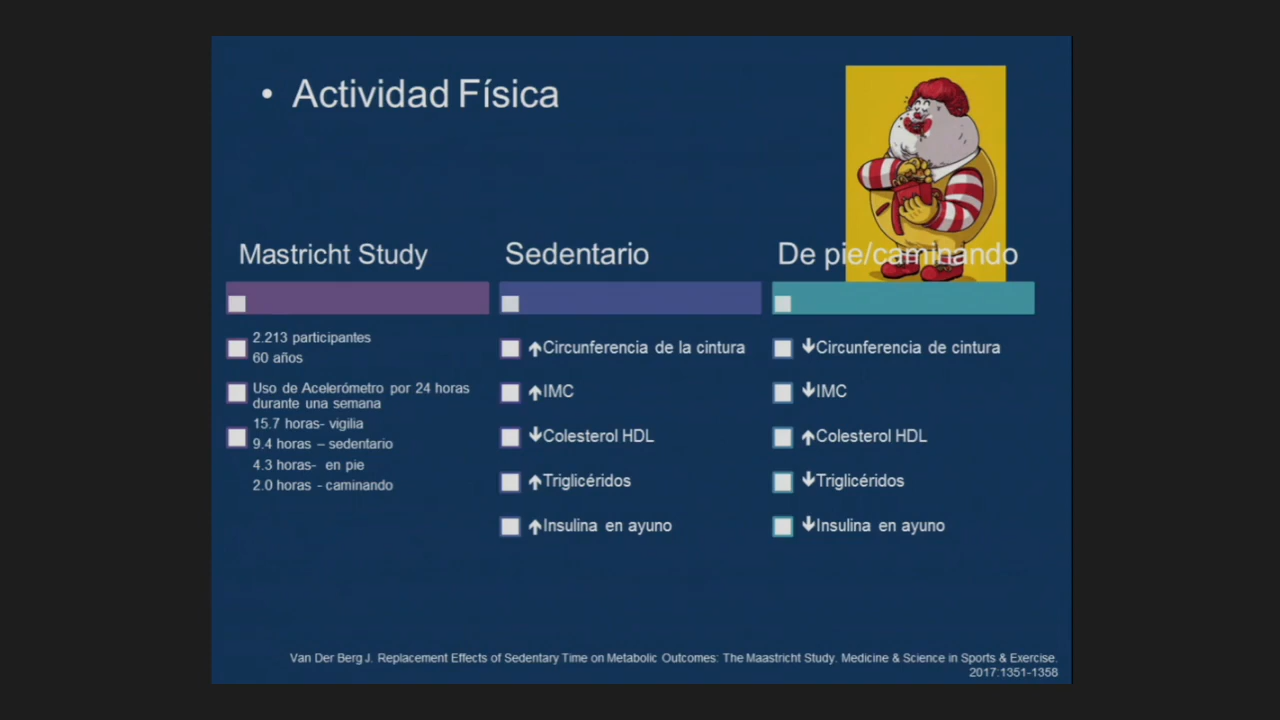 • Actividad Física
Mastricht Study
2.213 participantes
60 años
Uso de Acelerómetro por 24 horas
durante una semana
15.7 horas- vigilia
9.4 horas – sedentario
4.3 horas- en pie
2.0 horas - caminando
Sedentario
↑Circunferencia de la cintura
↑IMC
↓Colesterol HDL
↑Triglicéridos
↑Insulina en ayuno
De pie/caminando
↓Circunferencia de cintura
↓IMC
↑Colesterol HDL
↓Triglicéridos
↓Insulina en ayuno
Van Der Berg J. Replacement Effects of Sedentary Time on Metabolic Outcomes: The Maastricht Study. Medicine & Science in Sports & Exercise.
2017:1351-1358